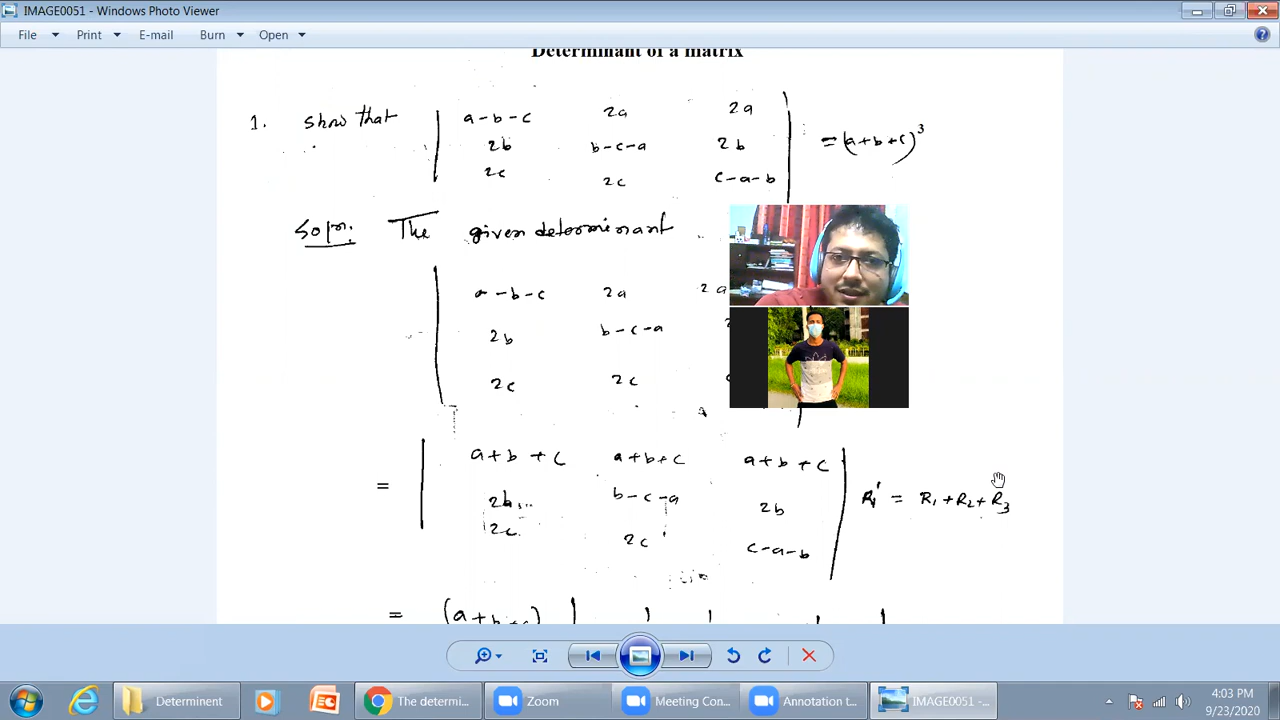 IMAGE0051 - Windows Photo Viewer
File Print E-mail Burn Open
Determinant of a matrix
1. show that
a-b-c 2a 2a
2b b-c-a 2b
2c 2c c-a-b
= (a+b+c)³
Soln. The given determinant
a-b-c 2a 2a
2b b-c-a
2c 2c
= a+b+c a+b+c a+b+c
2b b-c-a 2b
2c 2c c-a-b
R₁' = R₁+R₂+R₃
= (a+b+c) | 
Determinent
The determi...
Zoom
Meeting Con...
Annotation to...
IMAGE0051 -...
4:03 PM
9/23/2020